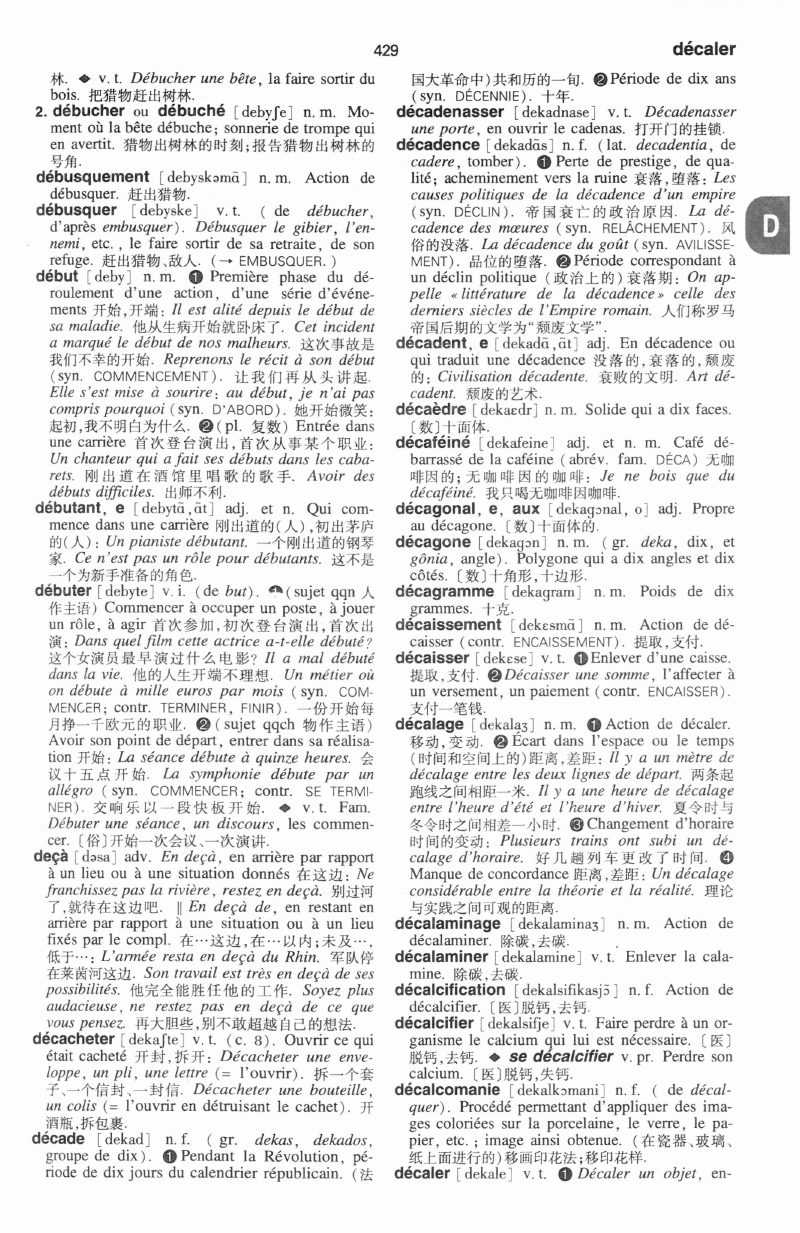 429
décaler
林. ◆ v. t. Débucher une bête, la faire sortir du
bois. 把猎物赶出树林.
2. débucher ou débuché [debyʃe] n. m. Mo-
ment où la bête débuche; sonnerie de trompe qui
en avertit. 猎物出树林的时刻;报告猎物出树林的
号角.
débusquement [debyskəmɑ̃] n. m. Action de
débusquer. 赶出猎物.
débusquer [debyske] v. t. ( de débucher,
d'après embusquer). Débusquer le gibier, l'en-
nemi, etc. , le faire sortir de sa retraite, de son
refuge. 赶出猎物、敌人. (→ EMBUSQUER. )
début [deby] n. m. ❶ Première phase du dé-
roulement d'une action, d'une série d'événe-
ments 开始,开端: Il est alité depuis le début de
sa maladie. 他从生病开始就卧床了. Cet incident
a marqué le début de nos malheurs. 这次事故是
我们不幸的开始. Reprenons le récit à son début
(syn. COMMENCEMENT). 让我们再从头讲起.
Elle s'est mise à sourire: au début, je n'ai pas
compris pourquoi (syn. D'ABORD). 她开始微笑:
起初,我不明白为什么. ❷(pl. 复数) Entrée dans
une carrière 首次登台演出,首次从事某个职业:
Un chanteur qui a fait ses débuts dans les caba-
rets. 刚出道在酒馆里唱歌的歌手. Avoir des
débuts difficiles. 出师不利.
débutant, e [debytɑ̃,ɑ̃t] adj. et n. Qui com-
mence dans une carrière 刚出道的(人),初出茅庐
的(人): Un pianiste débutant. 一个刚出道的钢琴
家. Ce n'est pas un rôle pour débutants. 这不是
一个为新手准备的角色.
débuter [debyte] v. i. (de but). (sujet qqn 人
作主语) Commencer à occuper un poste, à jouer
un rôle, à agir 首次参加,初次登台演出,首次出
演: Dans quel film cette actrice a-t-elle débuté?
这个女演员最早演过什么电影? Il a mal débuté
dans la vie. 他的人生开端不理想. Un métier où
on débute à mille euros par mois (syn. COM-
MENCER; contr. TERMINER, FINIR). 一份开始每
月挣一千欧元的职业. ❷(sujet qqch 物作主语)
Avoir son point de départ, entrer dans sa réalisa-
tion 开始: La séance débute à quinze heures. 会
议十五点开始. La symphonie débute par un
allégro (syn. COMMENCER; contr. SE TERMI-
NER). 交响乐以一段快板开始. ◆ v. t. Fam.
Débuter une séance, un discours, les commen-
cer. [俗]开始一次会议、一次演讲.
deçà [dəsa] adv. En deçà, en arrière par rapport
à un lieu ou à une situation donnés 在这边: Ne
franchissez pas la rivière, restez en deçà. 别过河
了,就待在这边吧. ‖ En deçà de, en restant en
arrière par rapport à une situation ou à un lieu
fixés par le compl. 在…这边,在…以内;未及…,
低于…: L'armée resta en deçà du Rhin. 军队停
在莱茵河这边. Son travail est très en deçà de ses
possibilités. 他完全能胜任他的工作. Soyez plus
audacieuse, ne restez pas en deçà de ce que
vous pensez. 再大胆些,别不敢超越自己的想法.
décacheter [dekaʃte] v. t. (c. 8). Ouvrir ce qui
était cacheté 开封,拆开: Décacheter une enve-
loppe, un pli, une lettre (= l'ouvrir). 拆一个套
子、一个信封、一封信. Décacheter une bouteille,
un colis (= l'ouvrir en détruisant le cachet). 开
酒瓶,拆包裹.
décade [dekad] n. f. ( gr. dekas, dekados,
groupe de dix). ❶ Pendant la Révolution, pé-
riode de dix jours du calendrier républicain. (法
国大革命中)共和历的一旬. ❷Période de dix ans
(syn. DÉCENNIE). 十年.
décadenasser [dekadnase] v. t. Décadenasser
une porte, en ouvrir le cadenas. 打开门的挂锁.
décadence [dekadɑ̃s] n. f. (lat. decadentia, de
cadere, tomber). ❶ Perte de prestige, de qua-
lité; acheminement vers la ruine 衰落,堕落: Les
causes politiques de la décadence d'un empire
(syn. DÉCLIN). 帝国衰亡的政治原因. La dé-
cadence des mœures (syn. RELÂCHEMENT). 风
俗的没落. La décadence du goût (syn. AVILISSE-
MENT). 品位的堕落. ❷Période correspondant à
un déclin politique (政治上的)衰落期: On ap-
pelle «littérature de la décadence» celle des
derniers siècles de l'Empire romain. 人们称罗马
帝国后期的文学为“颓废文学”.
décadent, e [dekadɑ̃,ɑ̃t] adj. En décadence ou
qui traduit une décadence 没落的,衰落的,颓废
的: Civilisation décadente. 衰败的文明. Art dé-
cadent. 颓废的艺术.
décaèdre [dekaɛdr] n. m. Solide qui a dix faces.
[数]十面体.
décaféiné [dekafeine] adj. et n. m. Café dé-
barrassé de la caféine (abrév. fam. DÉCA) 无咖
啡因的;无咖啡因的咖啡: Je ne bois que du
décaféiné. 我只喝无咖啡因咖啡.
décagonal, e, aux [dekagɔnal, o] adj. Propre
au décagone. [数]十面体的.
décagone [dekagɔn] n. m. ( gr. deka, dix, et
gônia, angle). Polygone qui a dix angles et dix
côtés. [数]十角形,十边形.
décagramme [dekagram] n. m. Poids de dix
grammes. 十克.
décaissement [dekɛsmɑ̃] n. m. Action de dé-
caisser (contr. ENCAISSEMENT). 提取,支付.
décaisser [dekɛse] v. t. ❶Enlever d'une caisse.
提取,支付. ❷Décaisser une somme, l'affecter à
un versement, un paiement (contr. ENCAISSER).
支付一笔钱.
décalage [dekalaʒ] n. m. ❶ Action de décaler.
移动,变动. ❷ Écart dans l'espace ou le temps
(时间和空间上的)距离,差距: Il y a un mètre de
décalage entre les deux lignes de départ. 两条起
跑线之间相距一米. Il y a une heure de décalage
entre l'heure d'été et l'heure d'hiver. 夏令时与
冬令时之间相差一小时. ❸Changement d'horaire
时间的变动: Plusieurs trains ont subi un dé-
calage d'horaire. 好几趟列车更改了时间. ❹
Manque de concordance 距离,差距: Un décalage
considérable entre la théorie et la réalité. 理论
与实践之间可观的距离.
décalaminage [dekalaminaʒ] n. m. Action de
décalaminer. 除碳,去碳.
décalaminer [dekalamine] v. t. Enlever la cala-
mine. 除碳,去碳.
décalcification [dekalsifikasjɔ̃] n. f. Action de
décalcifier. [医]脱钙,去钙.
décalcifier [dekalsifje] v. t. Faire perdre à un or-
ganisme le calcium qui lui est nécessaire. [医]
脱钙,去钙. ◆ se décalcifier v. pr. Perdre son
calcium. [医]脱钙,失钙.
décalcomanie [dekalkɔmani] n. f. ( de décal-
quer). Procédé permettant d'appliquer des ima-
ges coloriées sur la porcelaine, le verre, le pa-
pier, etc. ; image ainsi obtenue. (在瓷器、玻璃、
纸上面进行的)移画印花法;移印花样.
décaler [dekale] v. t. ❶ Décaler un objet, en-
D